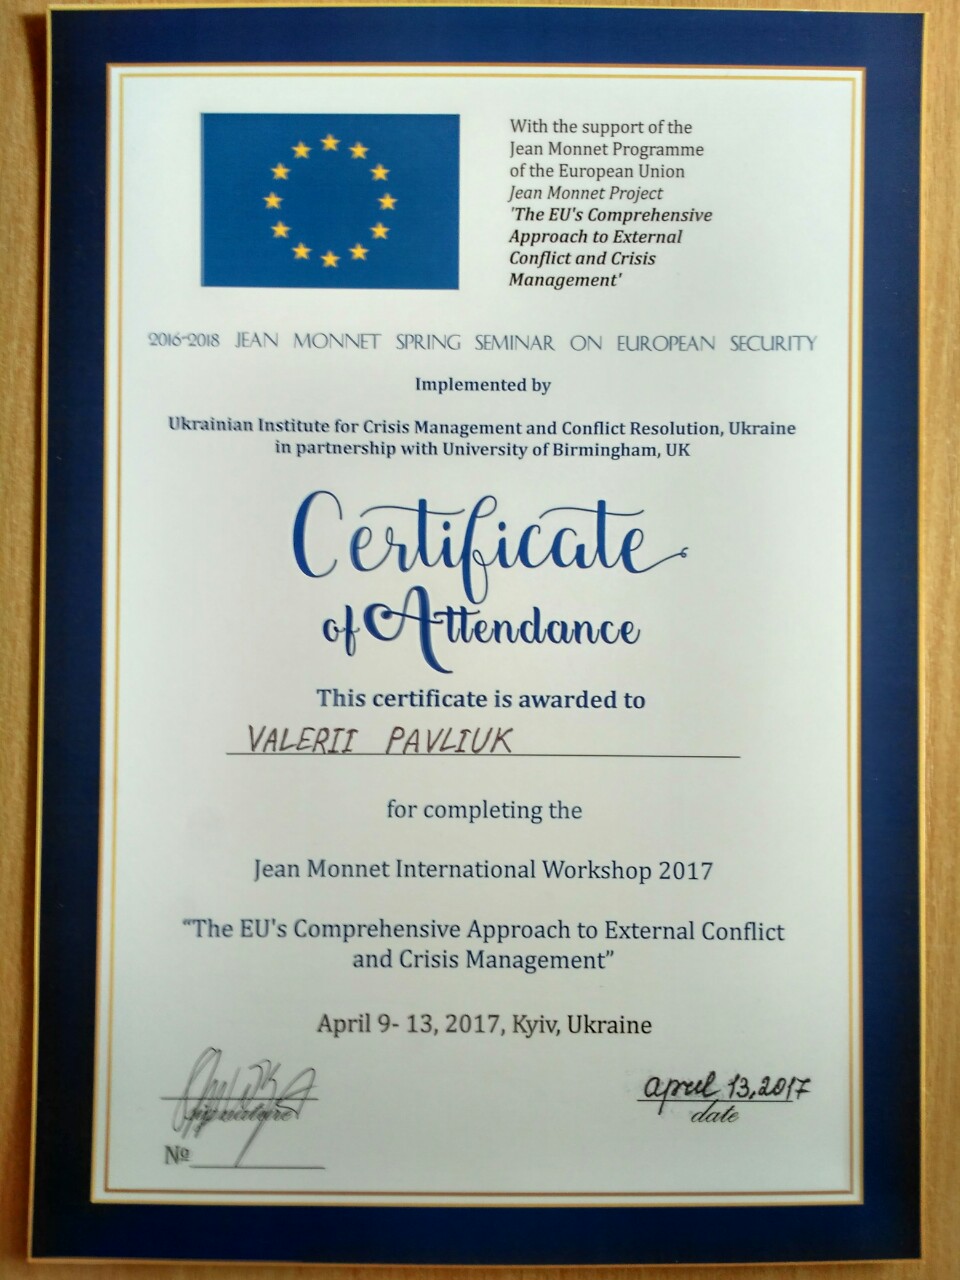 With the support of the
Jean Monnet Programme
of the European Union
Jean Monnet Project
'The EU's Comprehensive
Approach to External
Conflict and Crisis
Management'
2016-2018 JEAN MONNET SPRING SEMINAR ON EUROPEAN SECURITY
Implemented by
Ukrainian Institute for Crisis Management and Conflict Resolution, Ukraine
in partnership with University of Birmingham, UK
Certificate
of Attendance
This certificate is awarded to
VALERII PAVLIUK
for completing the
Jean Monnet International Workshop 2017
“The EU's Comprehensive Approach to External Conflict
and Crisis Management”
April 9- 13, 2017, Kyiv, Ukraine
april 13,2017
signature
date
№